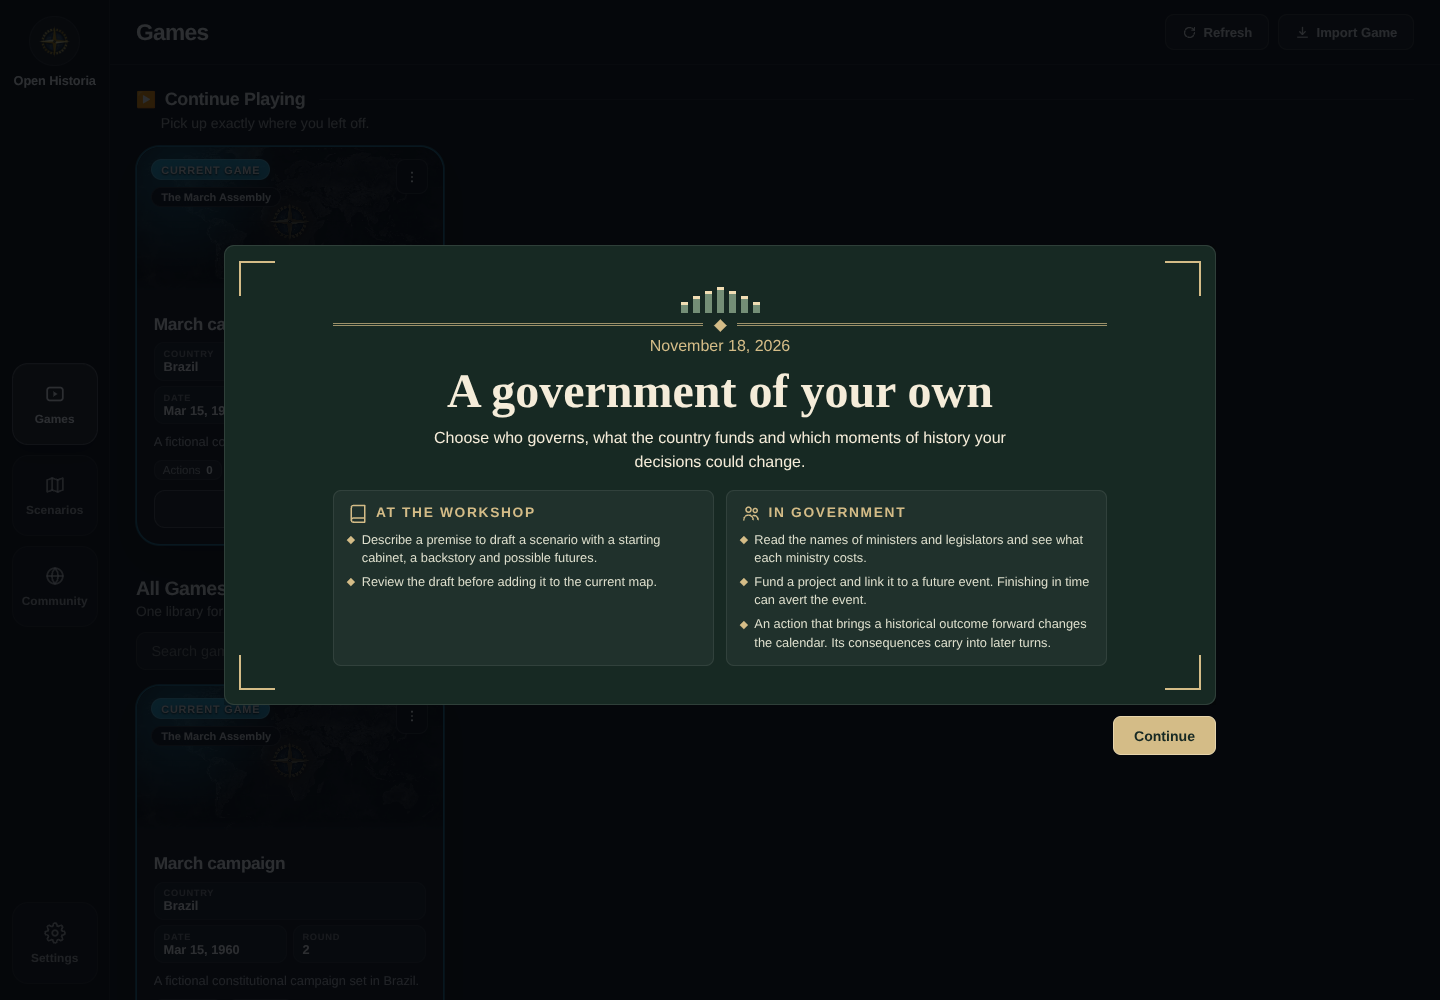 Open Historia
Games
Refresh
Import Game
Continue Playing
Pick up exactly where you left off.
CURRENT GAME
The March Assembly
March ca
COUNTRY
Brazil
DATE
Mar 15, 19
A fictional co
Actions 0
Games
Scenarios
Community
Settings
November 18, 2026
A government of your own
Choose who governs, what the country funds and which moments of history your
decisions could change.
AT THE WORKSHOP
Describe a premise to draft a scenario with a starting
cabinet, a backstory and possible futures.
Review the draft before adding it to the current map.
IN GOVERNMENT
Read the names of ministers and legislators and see what
each ministry costs.
Fund a project and link it to a future event. Finishing in time
can avert the event.
An action that brings a historical outcome forward changes
the calendar. Its consequences carry into later turns.
Continue
All Games
One library for
Search gam
CURRENT GAME
The March Assembly
March campaign
COUNTRY
Brazil
DATE
Mar 15, 1960
ROUND
2
A fictional constitutional campaign set in Brazil.